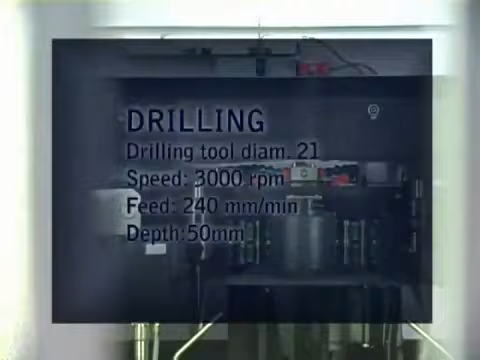 DRILLING
Drilling tool diam. 21
Speed: 3000 rpm
Feed: 240 mm/min
Depth:50mm